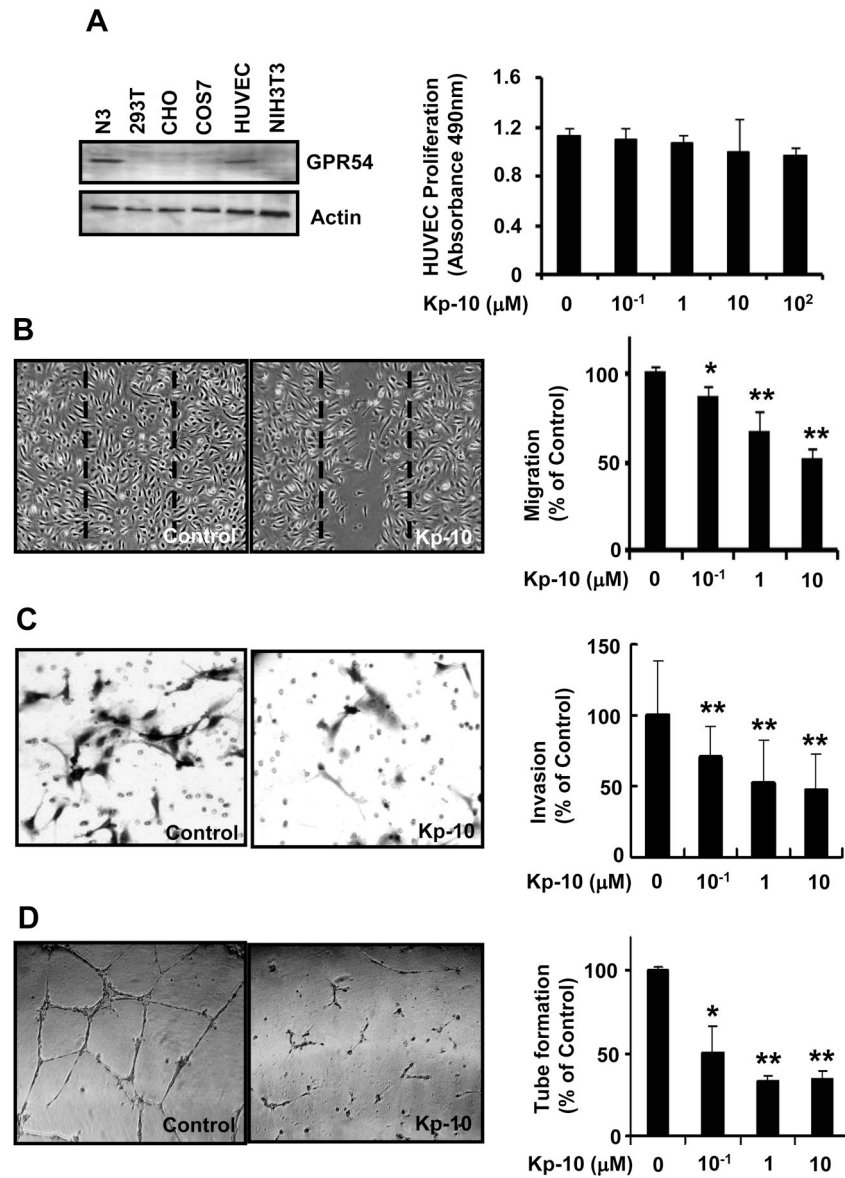 A
N3
293T
CHO
COS7
HUVEC
NIH3T3
GPR54
Actin
HUVEC Proliferation
(Absorbance 490nm)
1.6
1.2
0.8
0.4
0
Kp-10 (μM) 0 10⁻¹ 1 10 10²
B
Control
Kp-10
Migration
(% of Control)
100
50
0
*
**
**
Kp-10 (μM) 0 10⁻¹ 1 10
C
Control
Kp-10
Invasion
(% of Control)
150
100
50
0
**
**
**
Kp-10 (μM) 0 10⁻¹ 1 10
D
Control
Kp-10
Tube formation
(% of Control)
100
50
0
*
**
**
Kp-10 (μM) 0 10⁻¹ 1 10